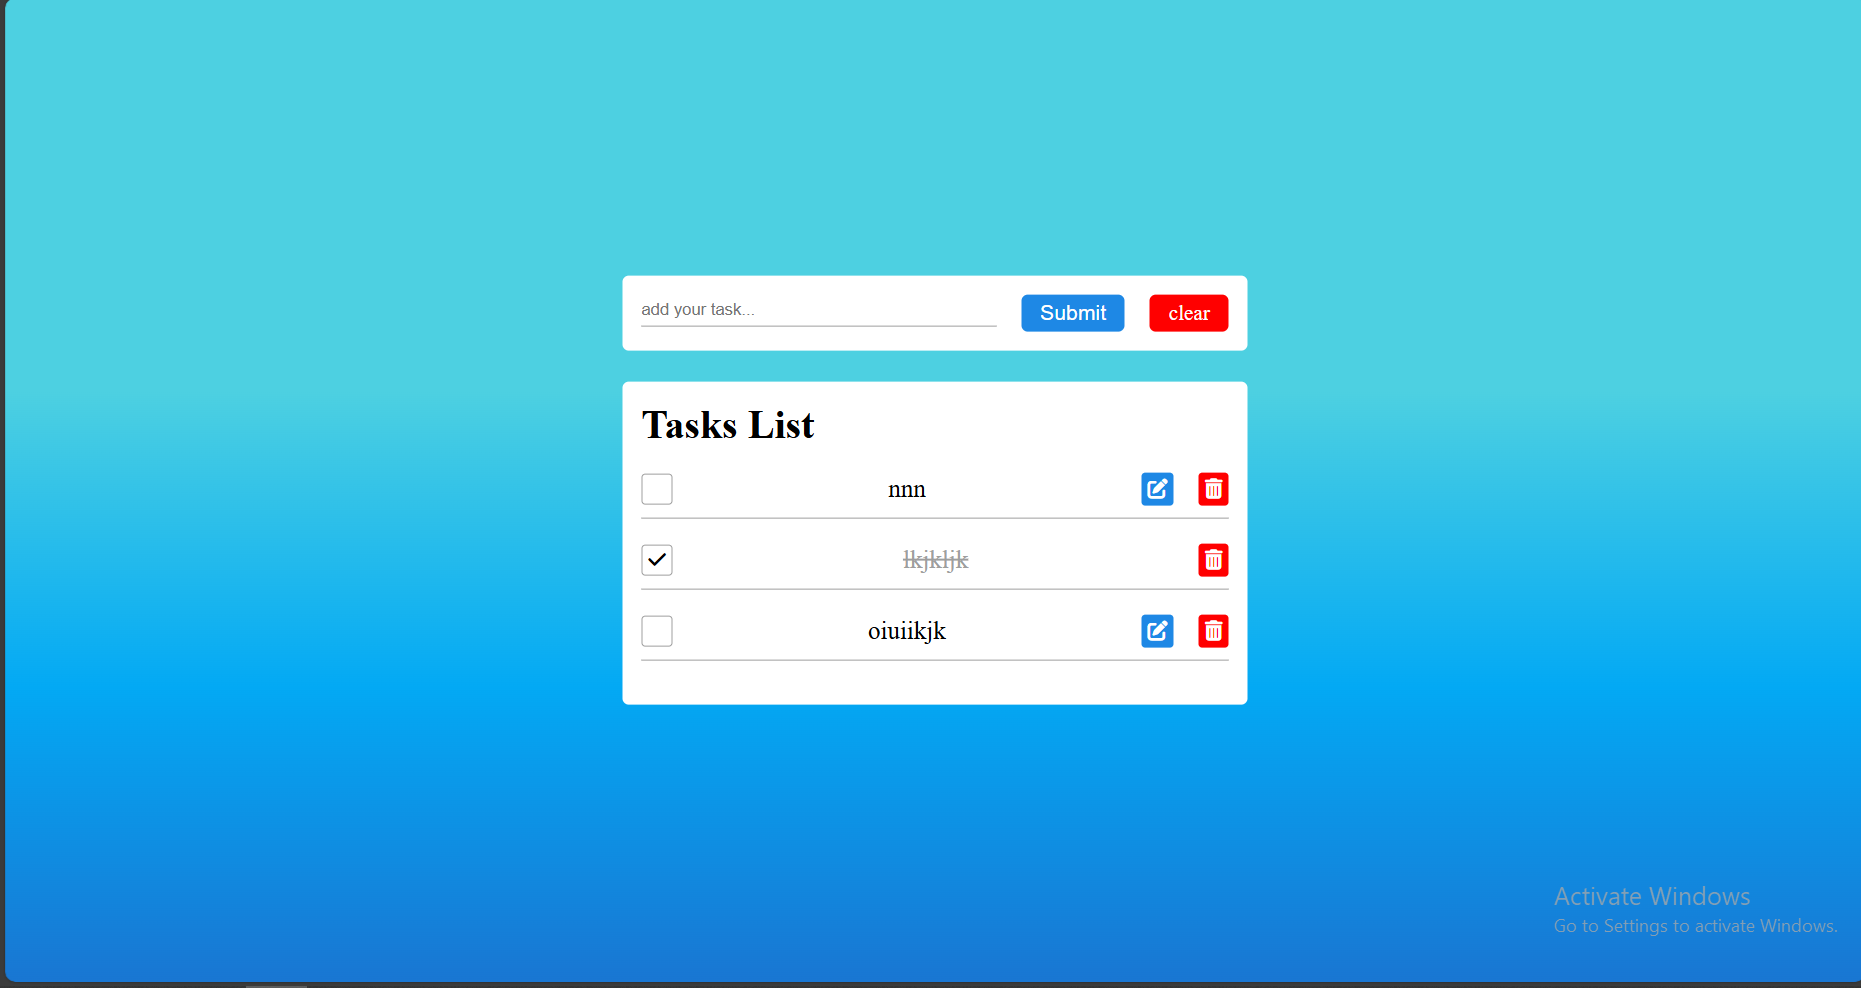 add your task...
Submit
clear
Tasks List
nnn
lkjkljk
oiuiikjk
Activate Windows
Go to Settings to activate Windows.